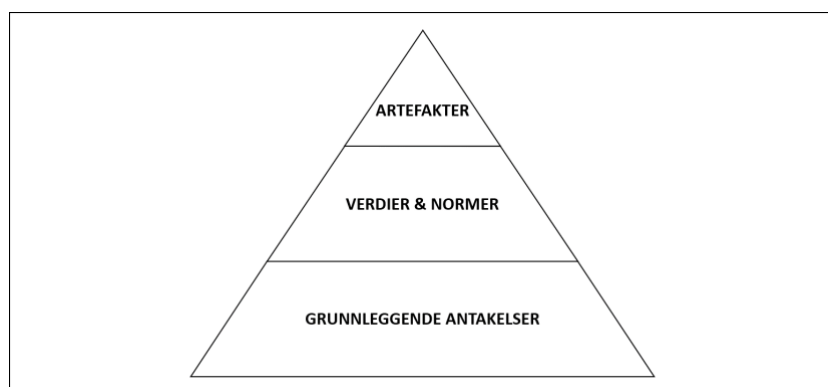 ARTEFAKTER
VERDIER & NORMER
GRUNNLEGGENDE ANTAKELSER